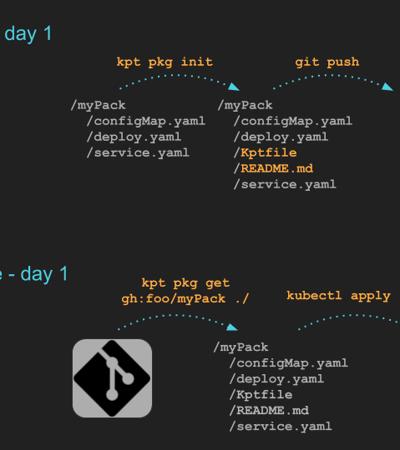 day 1
kpt pkg init
git push
/myPack
/configMap.yaml
/deploy.yaml
/service.yaml
/myPack
/configMap.yaml
/deploy.yaml
/Kptfile
/README.md
/service.yaml
e - day 1
kpt pkg get
gh:foo/myPack ./
kubectl apply
/myPack
/configMap.yaml
/deploy.yaml
/Kptfile
/README.md
/service.yaml